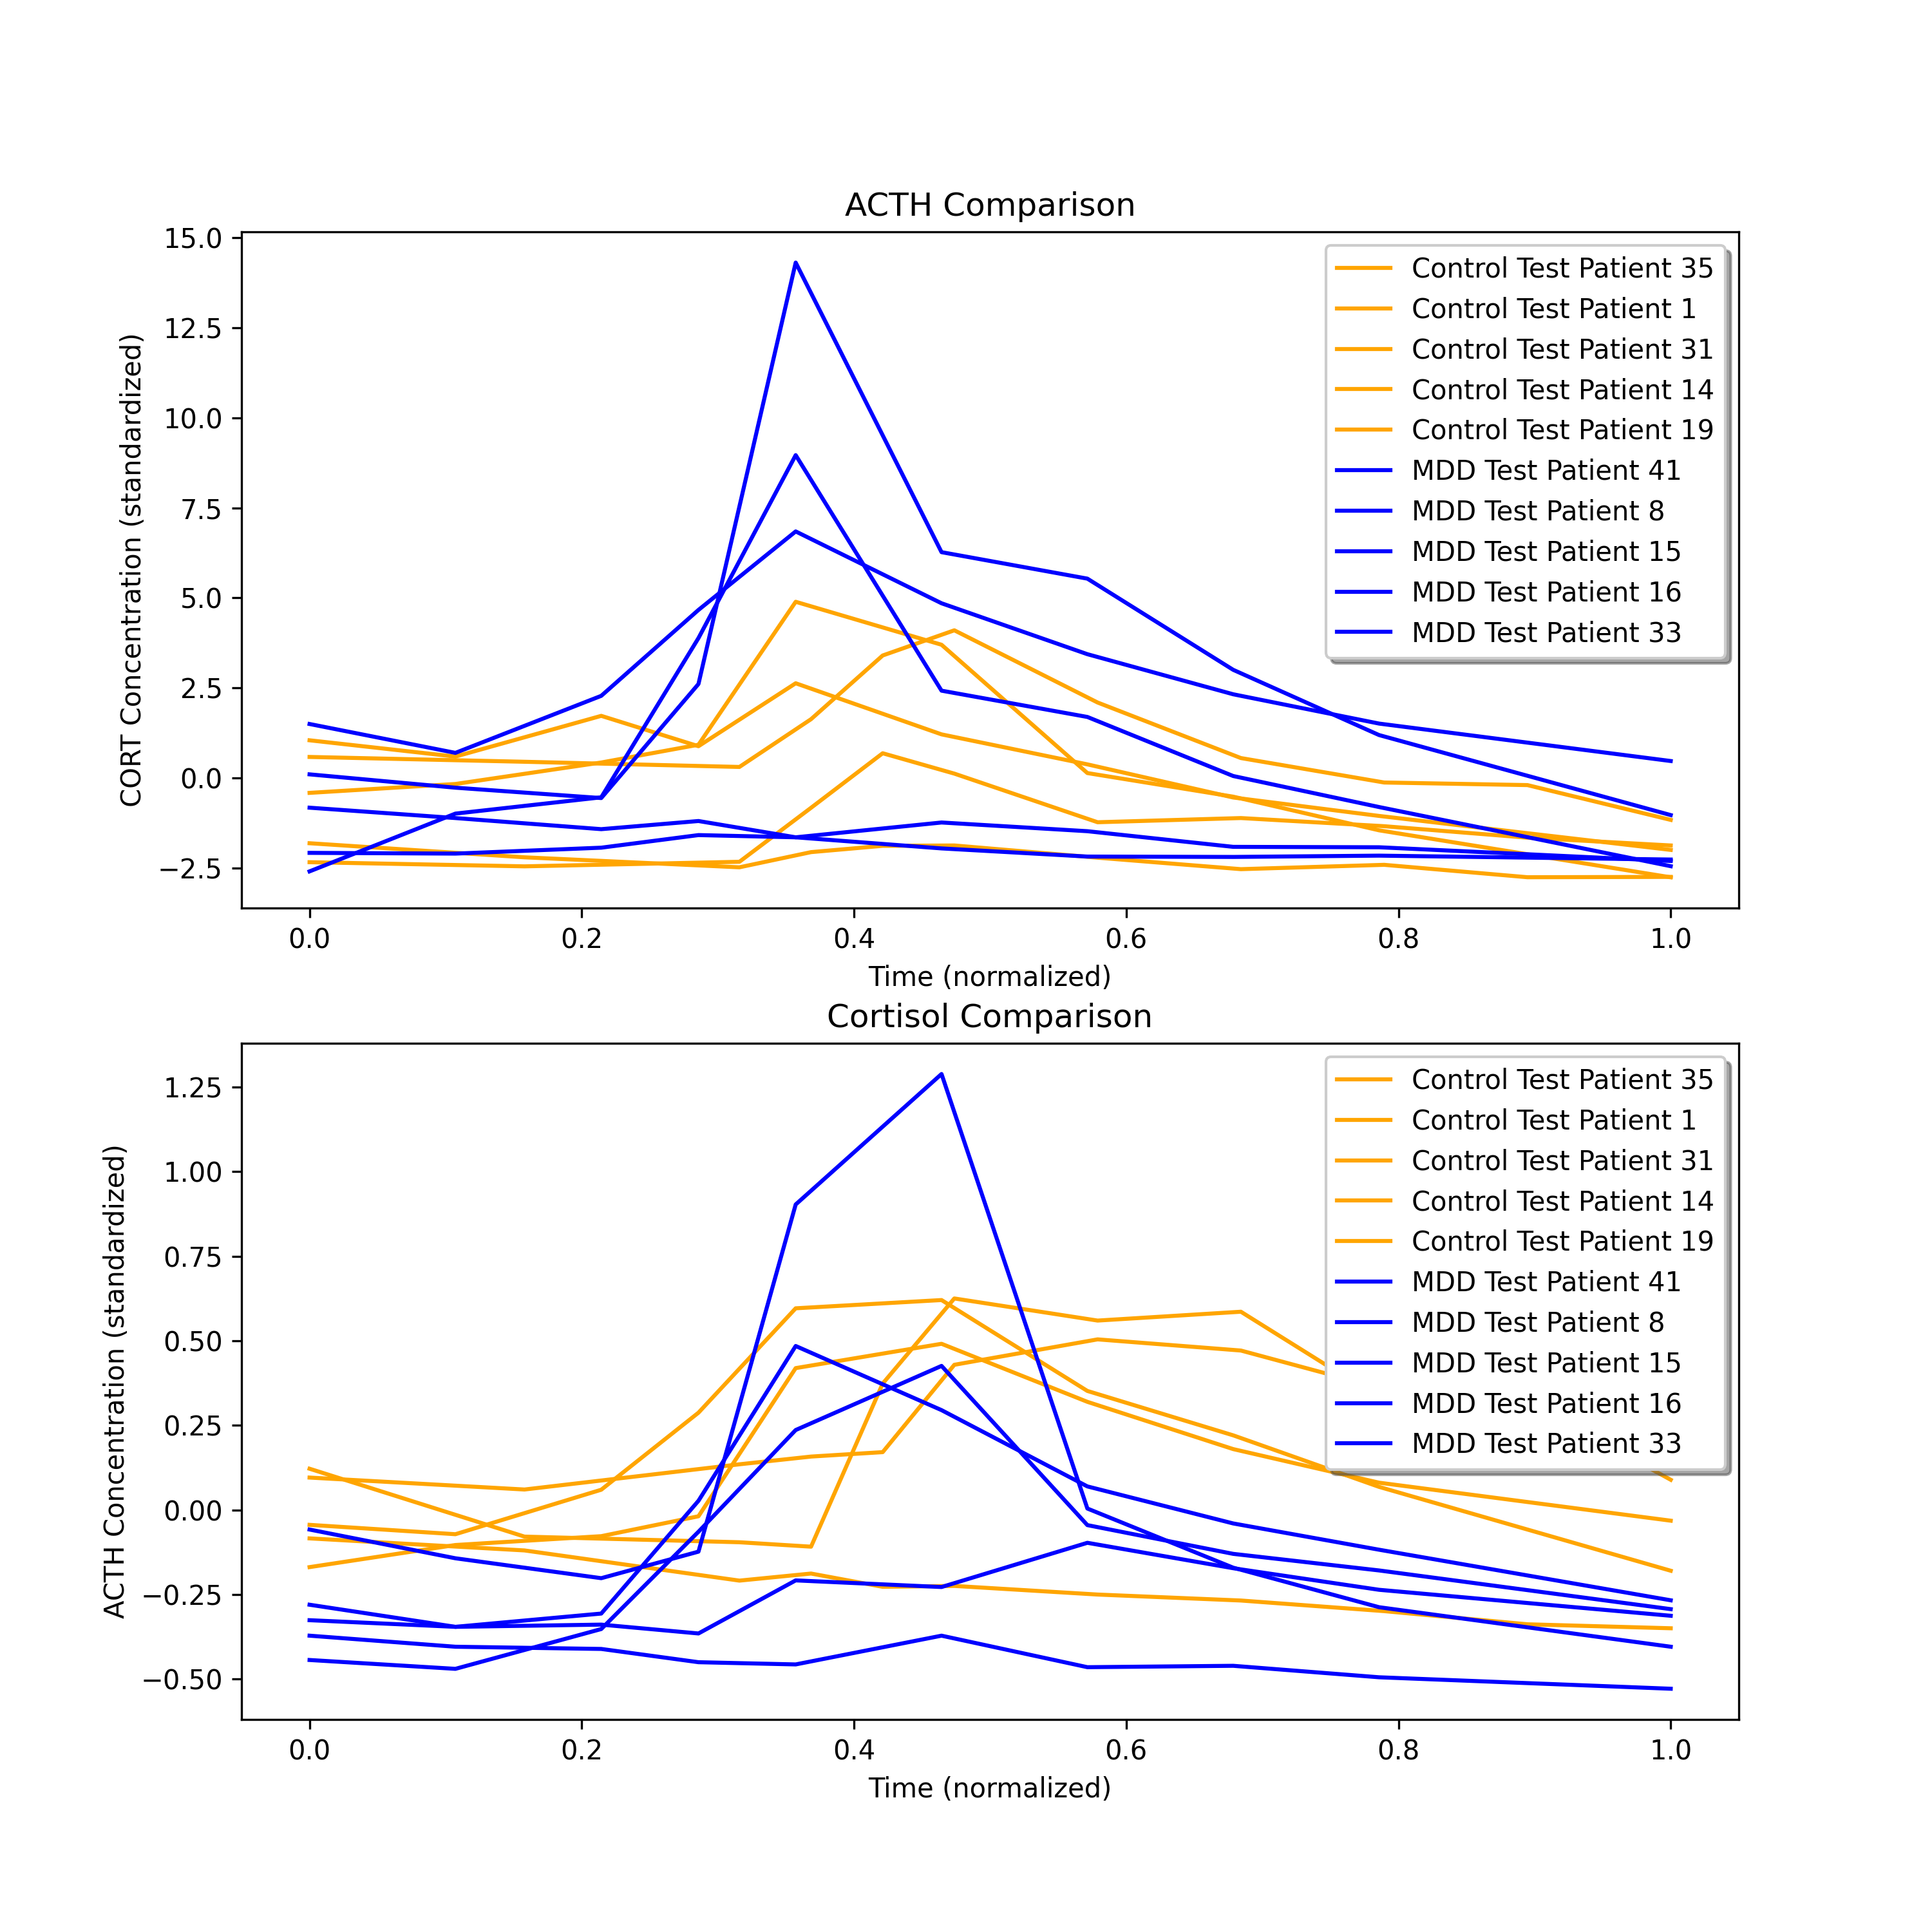 ACTH Comparison
CORT Concentration (standardized)
15.0
12.5
10.0
7.5
5.0
2.5
0.0
−2.5
Control Test Patient 35
Control Test Patient 1
Control Test Patient 31
Control Test Patient 14
Control Test Patient 19
MDD Test Patient 41
MDD Test Patient 8
MDD Test Patient 15
MDD Test Patient 16
MDD Test Patient 33
0.0 0.2 0.4 0.6 0.8 1.0
Time (normalized)
Cortisol Comparison
ACTH Concentration (standardized)
1.25
1.00
0.75
0.50
0.25
0.00
−0.25
−0.50
Control Test Patient 35
Control Test Patient 1
Control Test Patient 31
Control Test Patient 14
Control Test Patient 19
MDD Test Patient 41
MDD Test Patient 8
MDD Test Patient 15
MDD Test Patient 16
MDD Test Patient 33
0.0 0.2 0.4 0.6 0.8 1.0
Time (normalized)